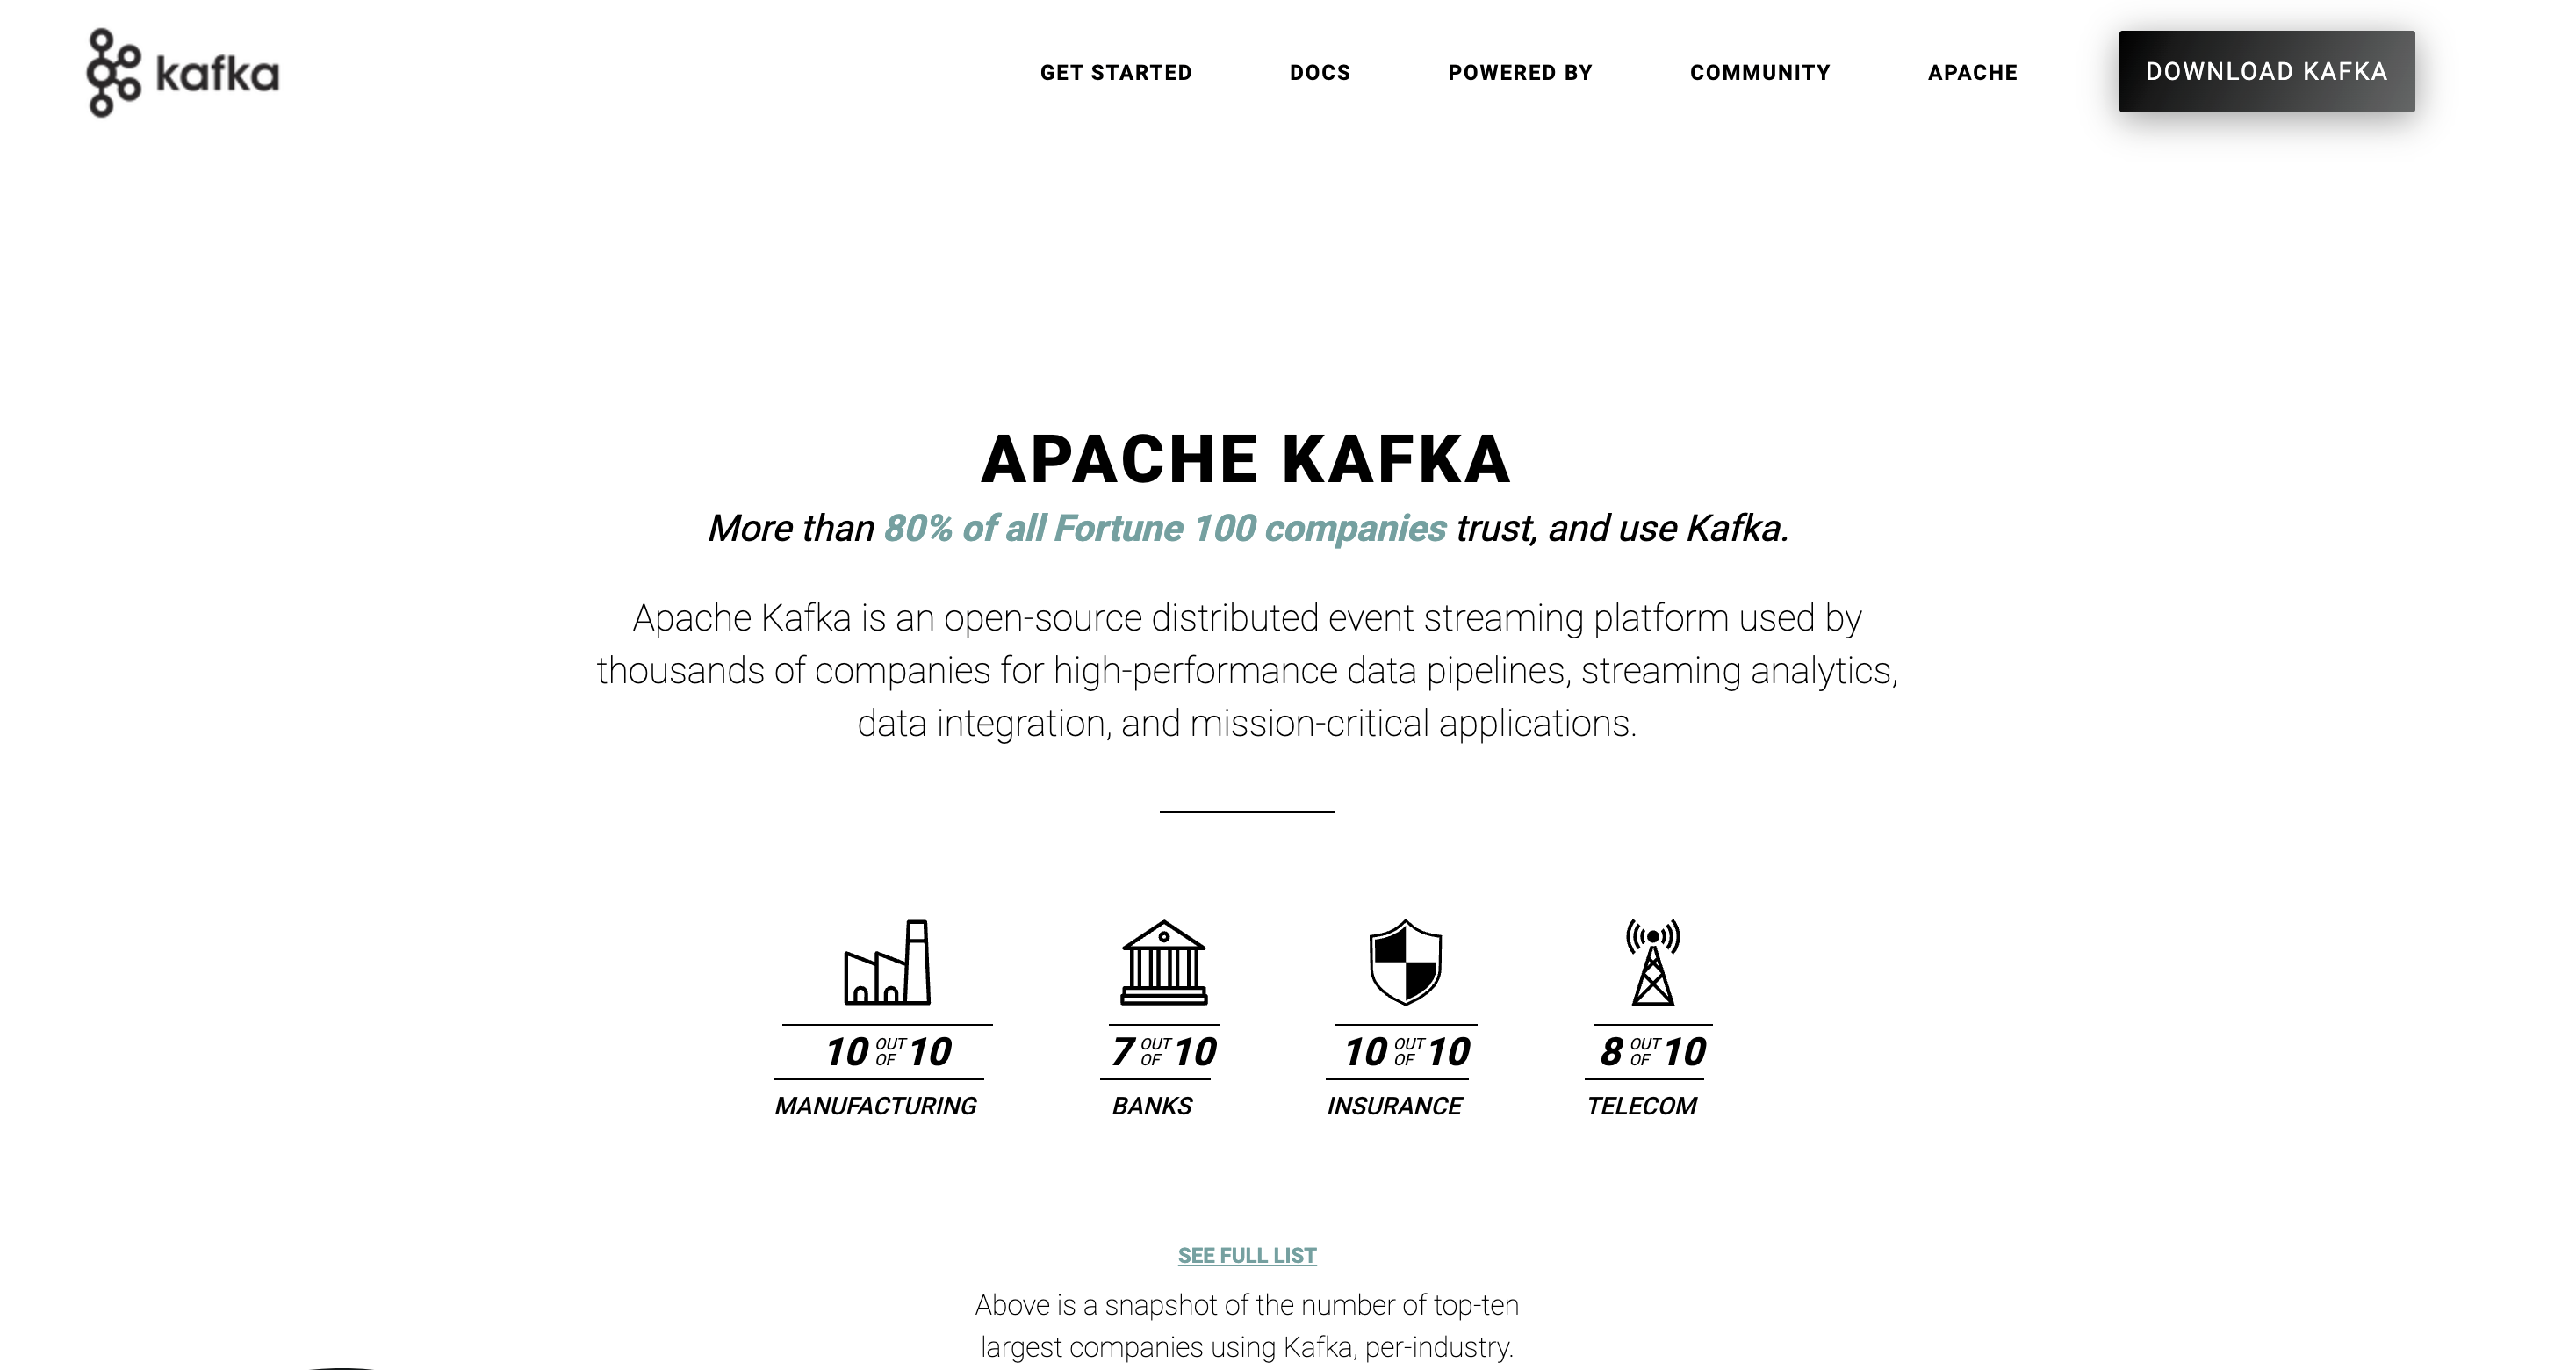 kafka
GET STARTED
DOCS
POWERED BY
COMMUNITY
APACHE
DOWNLOAD KAFKA
APACHE KAFKA
More than 80% of all Fortune 100 companies trust, and use Kafka.
Apache Kafka is an open-source distributed event streaming platform used by
thousands of companies for high-performance data pipelines, streaming analytics,
data integration, and mission-critical applications.
10 OUT OF 10
MANUFACTURING
7 OUT OF 10
BANKS
10 OUT OF 10
INSURANCE
8 OUT OF 10
TELECOM
SEE FULL LIST
Above is a snapshot of the number of top-ten
largest companies using Kafka, per-industry.